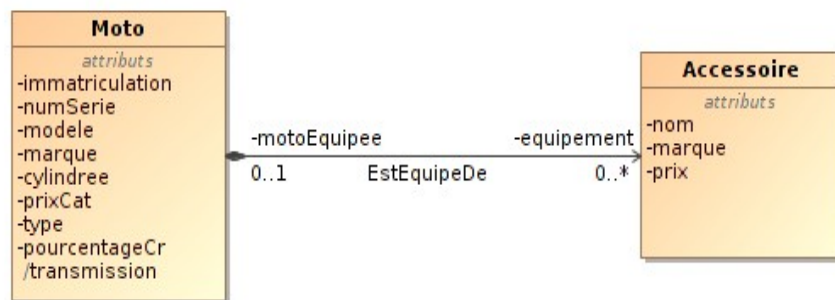 Moto
attributs
-immatriculation
-numSerie
-modele
-marque
-cylindree
-prixCat
-type
-pourcentageCr
/transmission
-motoEquipee
-equipement
0..1
EstEquipeDe
0..*
Accessoire
attributs
-nom
-marque
-prix